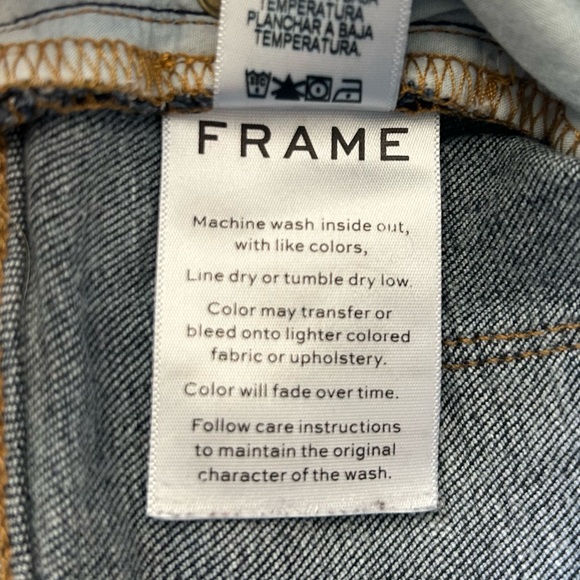 TEMPERATURA
PLANCHAR A BAJA
TEMPERATURA.
FRAME
Machine wash inside out,
with like colors,
Line dry or tumble dry low.
Color may transfer or
bleed onto lighter colored
fabric or upholstery.
Color will fade over time.
Follow care instructions
to maintain the original
character of the wash.